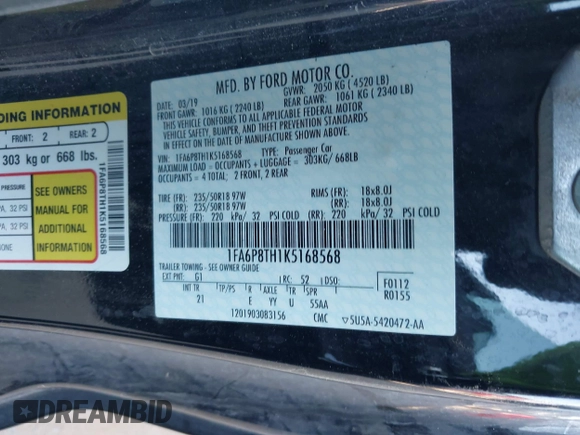 DING INFORMATION
FRONT: 2 REAR: 2
303 kg or 668 lbs.
PRESSURE
A, 32 PSI
A, 32 PSI
NONE
SEE OWNERS
MANUAL FOR
ADDITIONAL
INFORMATION
1FA6P8TH1K5168568
MFD. BY FORD MOTOR CO.
DATE: 03/19 GVWR: 2050 KG (4520 LB)
FRONT GAWR: 1016 KG (2240 LB) REAR GAWR: 1061 KG (2340 LB)
THIS VEHICLE CONFORMS TO ALL APPLICABLE FEDERAL MOTOR
VEHICLE SAFETY, BUMPER, AND THEFT PREVENTION STANDARDS IN
EFFECT ON THE DATE OF MANUFACTURE SHOWN ABOVE.
VIN: 1FA6P8TH1K5168568 TYPE: Passenger Car
MAXIMUM LOAD = OCCUPANTS + LUGGAGE = 303KG/ 668LB
OCCUPANTS = 4 TOTAL; 2 FRONT, 2 REAR
TIRE (F): 235/50R18 97W RIMS (F): 18x8.0J
(R): 235/50R18 97W (R): 18x8.0J
PRESSURE (F): 220 kPa/ 32 PSI COLD (R): 220 kPa/ 32 PSI COLD
1FA6P8TH1K5168568
TRAILER TOWING - SEE OWNER GUIDE
EXT PNT: G1 RC: 52 DSO: F0112
INT TR TP/PS R AXLE TR SPR R0155
21 E YY U 55AA
1201903083156 CMC 5U5A-5420472-AA
DREAMBID